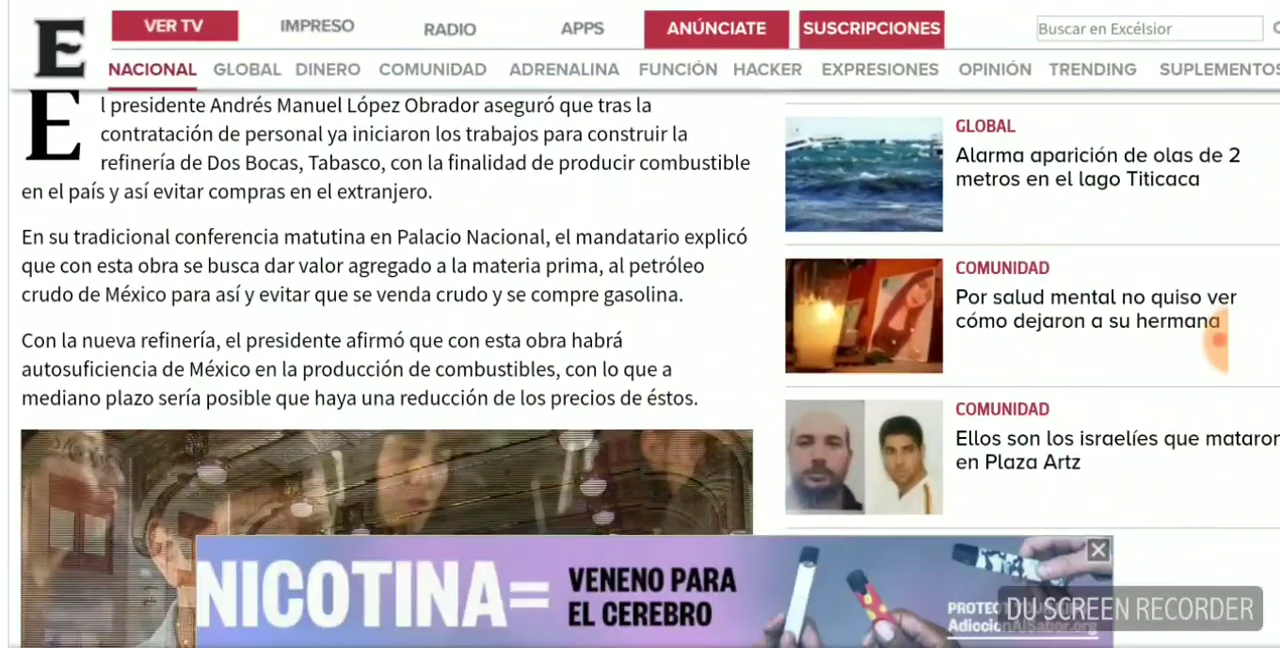 E
VER TV
IMPRESO
RADIO
APPS
ANÚNCIATE
SUSCRIPCIONES
Buscar en Excélsior
NACIONAL
GLOBAL
DINERO
COMUNIDAD
ADRENALINA
FUNCIÓN
HACKER
EXPRESIONES
OPINIÓN
TRENDING
SUPLEMENTOS
El presidente Andrés Manuel López Obrador aseguró que tras la
contratación de personal ya iniciaron los trabajos para construir la
refinería de Dos Bocas, Tabasco, con la finalidad de producir combustible
en el país y así evitar compras en el extranjero.
En su tradicional conferencia matutina en Palacio Nacional, el mandatario explicó
que con esta obra se busca dar valor agregado a la materia prima, al petróleo
crudo de México para así y evitar que se venda crudo y se compre gasolina.
Con la nueva refinería, el presidente afirmó que con esta obra habrá
autosuficiencia de México en la producción de combustibles, con lo que a
mediano plazo sería posible que haya una reducción de los precios de éstos.
GLOBAL
Alarma aparición de olas de 2
metros en el lago Titicaca
COMUNIDAD
Por salud mental no quiso ver
cómo dejaron a su hermana
COMUNIDAD
Ellos son los israelíes que mataron
en Plaza Artz
NICOTINA=
VENENO PARA
EL CEREBRO
DU SCREEN RECORDER
AdiccionAlSabor.org